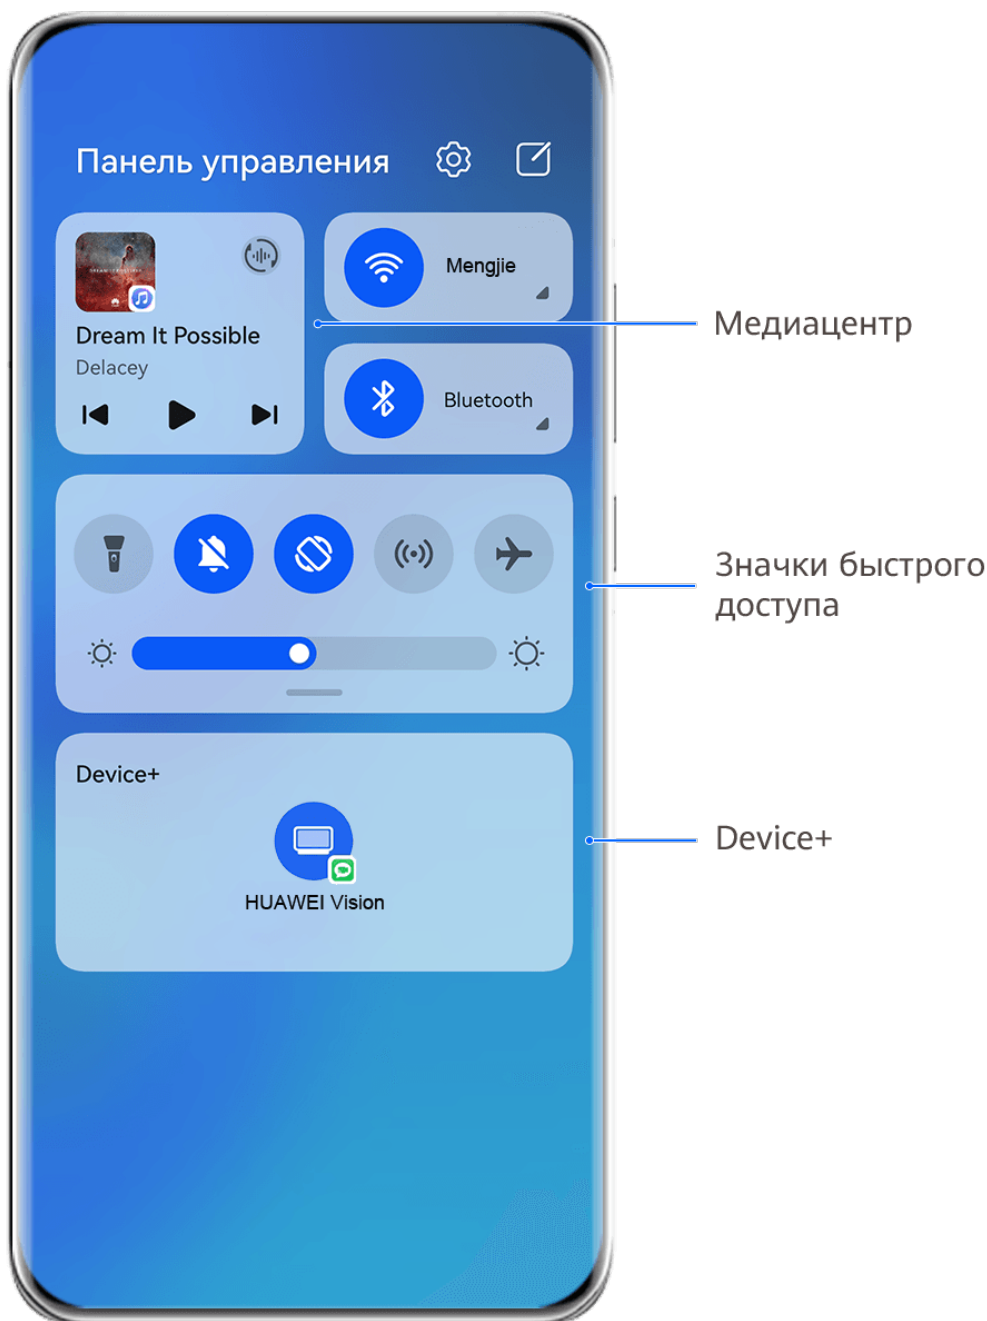 Панель управления
Dream It Possible
Delacey
Mengjie
Bluetooth
Медиацентр
Значки быстрого
доступа
Device+
HUAWEI Vision
Device+